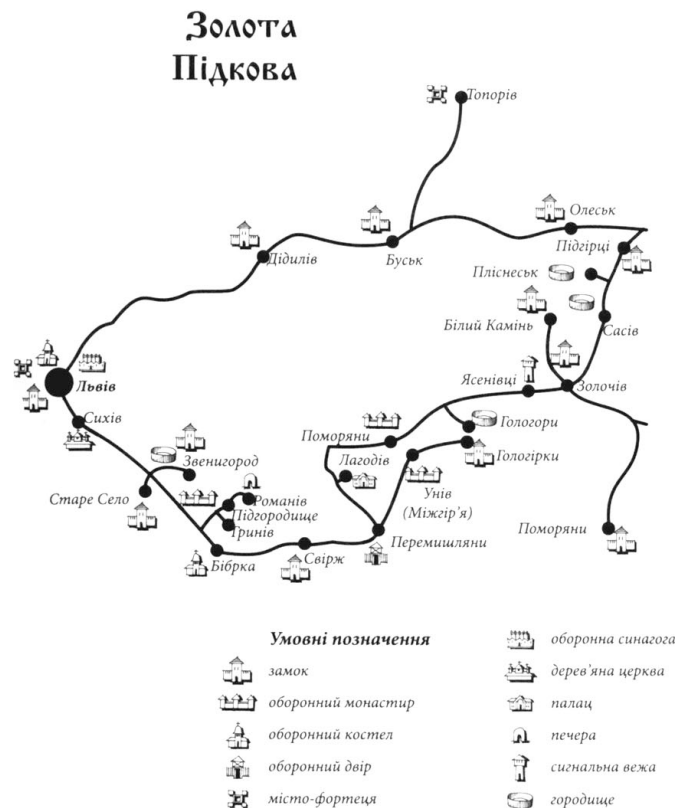 Золота
Підкова
Топорів
Олеськ
Підгірці
Дідилів
Буськ
Пліснеськ
Білий Камінь
Сасів
Львів
Ясенівці
Золочів
Сихів
Гологори
Поморяни
Звенигород
Лагодів
Гологірки
Старе Село
Романів
Підгородище
Гринів
Унів
(Міжгір’я)
Поморяни
Перемишляни
Бібрка
Свірж
Умовні позначення
замок
оборонний монастир
оборонний костел
оборонний двір
місто-фортеця
оборонна синагога
дерев’яна церква
палац
печера
сигнальна вежа
городище